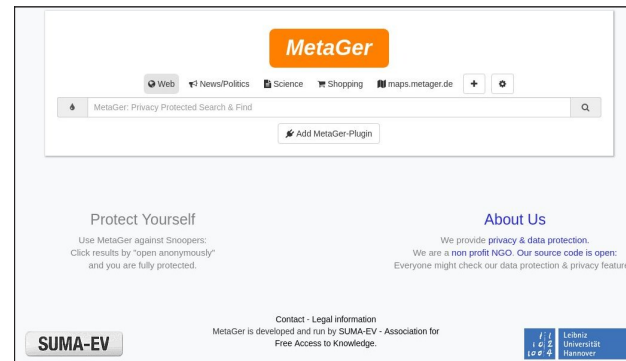 MetaGer
Web News/Politics Science Shopping maps.metager.de
MetaGer: Privacy Protected Search & Find
Add MetaGer-Plugin
Protect Yourself
Use MetaGer against Snoopers:
Click results by "open anonymously"
and you are fully protected.
About Us
We provide privacy & data protection.
We are a non profit NGO. Our source code is open:
Everyone might check our data protection & privacy feature
Contact - Legal information
MetaGer is developed and run by SUMA-EV - Association for
Free Access to Knowledge.
SUMA-EV
Leibniz
Universität
Hannover